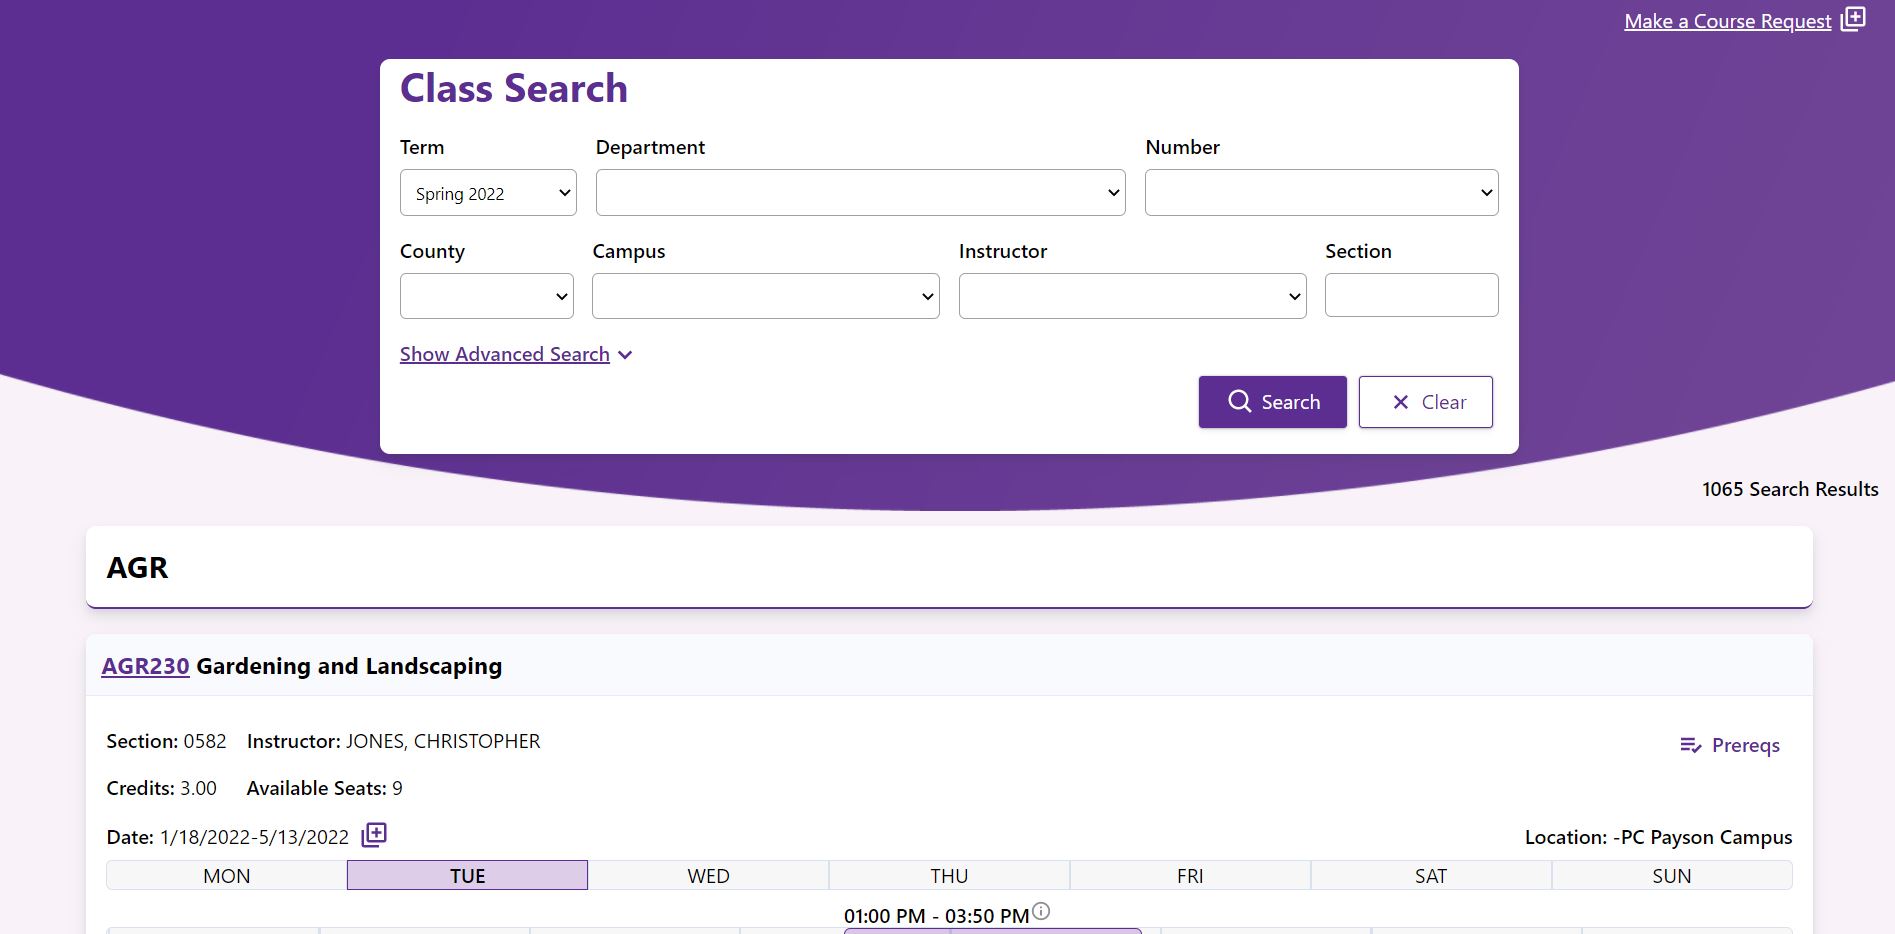 Make a Course Request
Class Search
Term Department Number
Spring 2022
County Campus Instructor Section
Show Advanced Search
Search Clear
1065 Search Results
AGR
AGR230 Gardening and Landscaping
Section: 0582 Instructor: JONES, CHRISTOPHER
Prereqs
Credits: 3.00 Available Seats: 9
Date: 1/18/2022-5/13/2022 Location: -PC Payson Campus
MON TUE WED THU FRI SAT SUN
01:00 PM - 03:50 PM